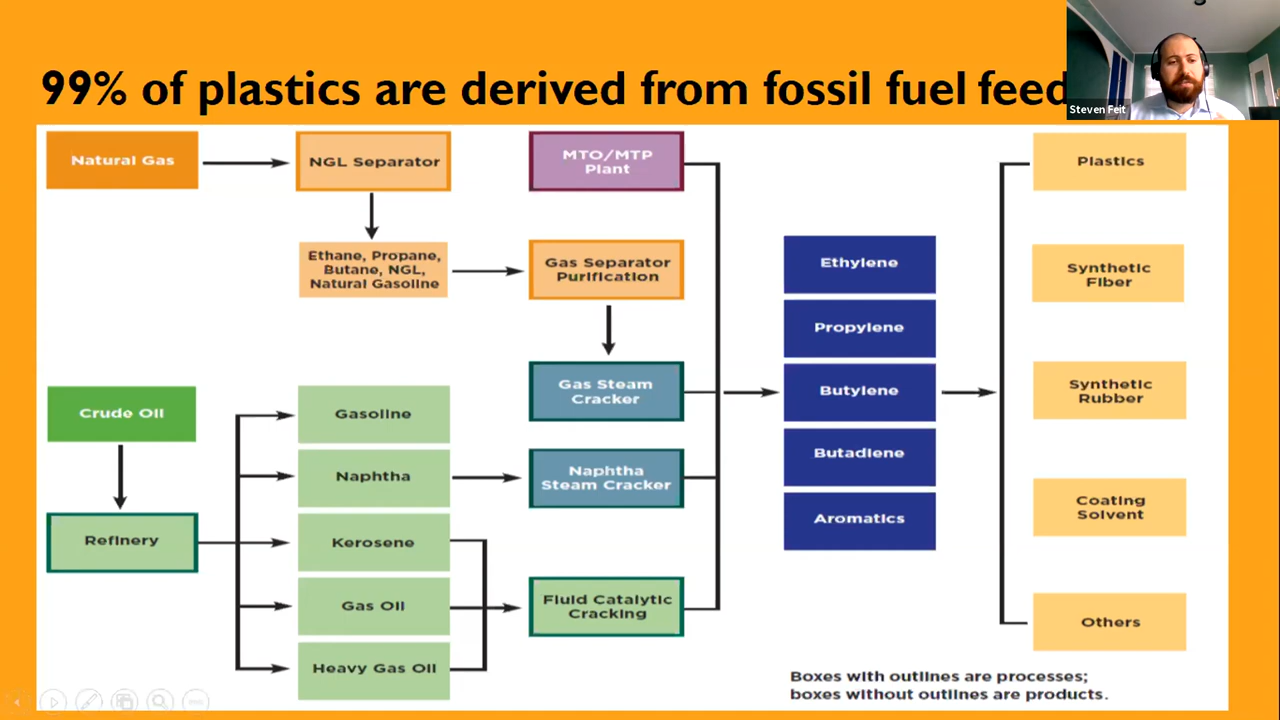 99% of plastics are derived from fossil fuel feed
Steven Feit
Natural Gas
NGL Separator
MTO/MTP
Plant
Plastics
Ethane, Propane,
Butane, NGL,
Natural Gasoline
Gas Separator
Purification
Ethylene
Synthetic
Fiber
Propylene
Gas Steam
Cracker
Butylene
Synthetic
Rubber
Crude Oil
Gasoline
Naphtha
Naphtha
Steam Cracker
Butadiene
Aromatics
Coating
Solvent
Refinery
Kerosene
Gas Oil
Fluid Catalytic
Cracking
Others
Heavy Gas Oil
Boxes with outlines are processes;
boxes without outlines are products.